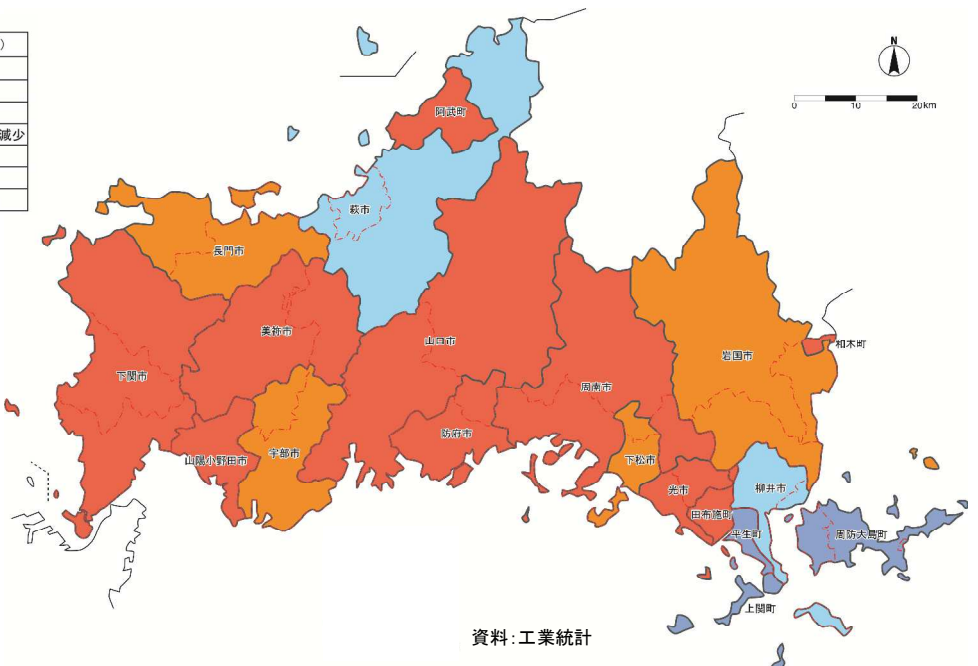 ）
減少
N
0 10 20km
阿武町
萩市
長門市
美祢市
山口市
岩国市
和木町
下関市
周南市
防府市
山陽小野田市
宇部市
下松市
光市
柳井市
田布施町
平生町
周防大島町
上関町
資料：工業統計